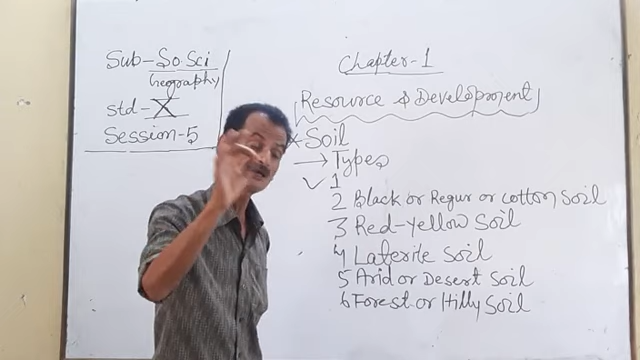 Sub-So.Sci
Geography
Std-X
Session-5
Chapter-1
Resource & Development
× Soil
→ Types
✓ 1
2 Black or Regur or cotton Soil
3 Red-yellow Soil
4 Laterite Soil
5 Arid or Desert Soil
6 Forest or Hilly Soil